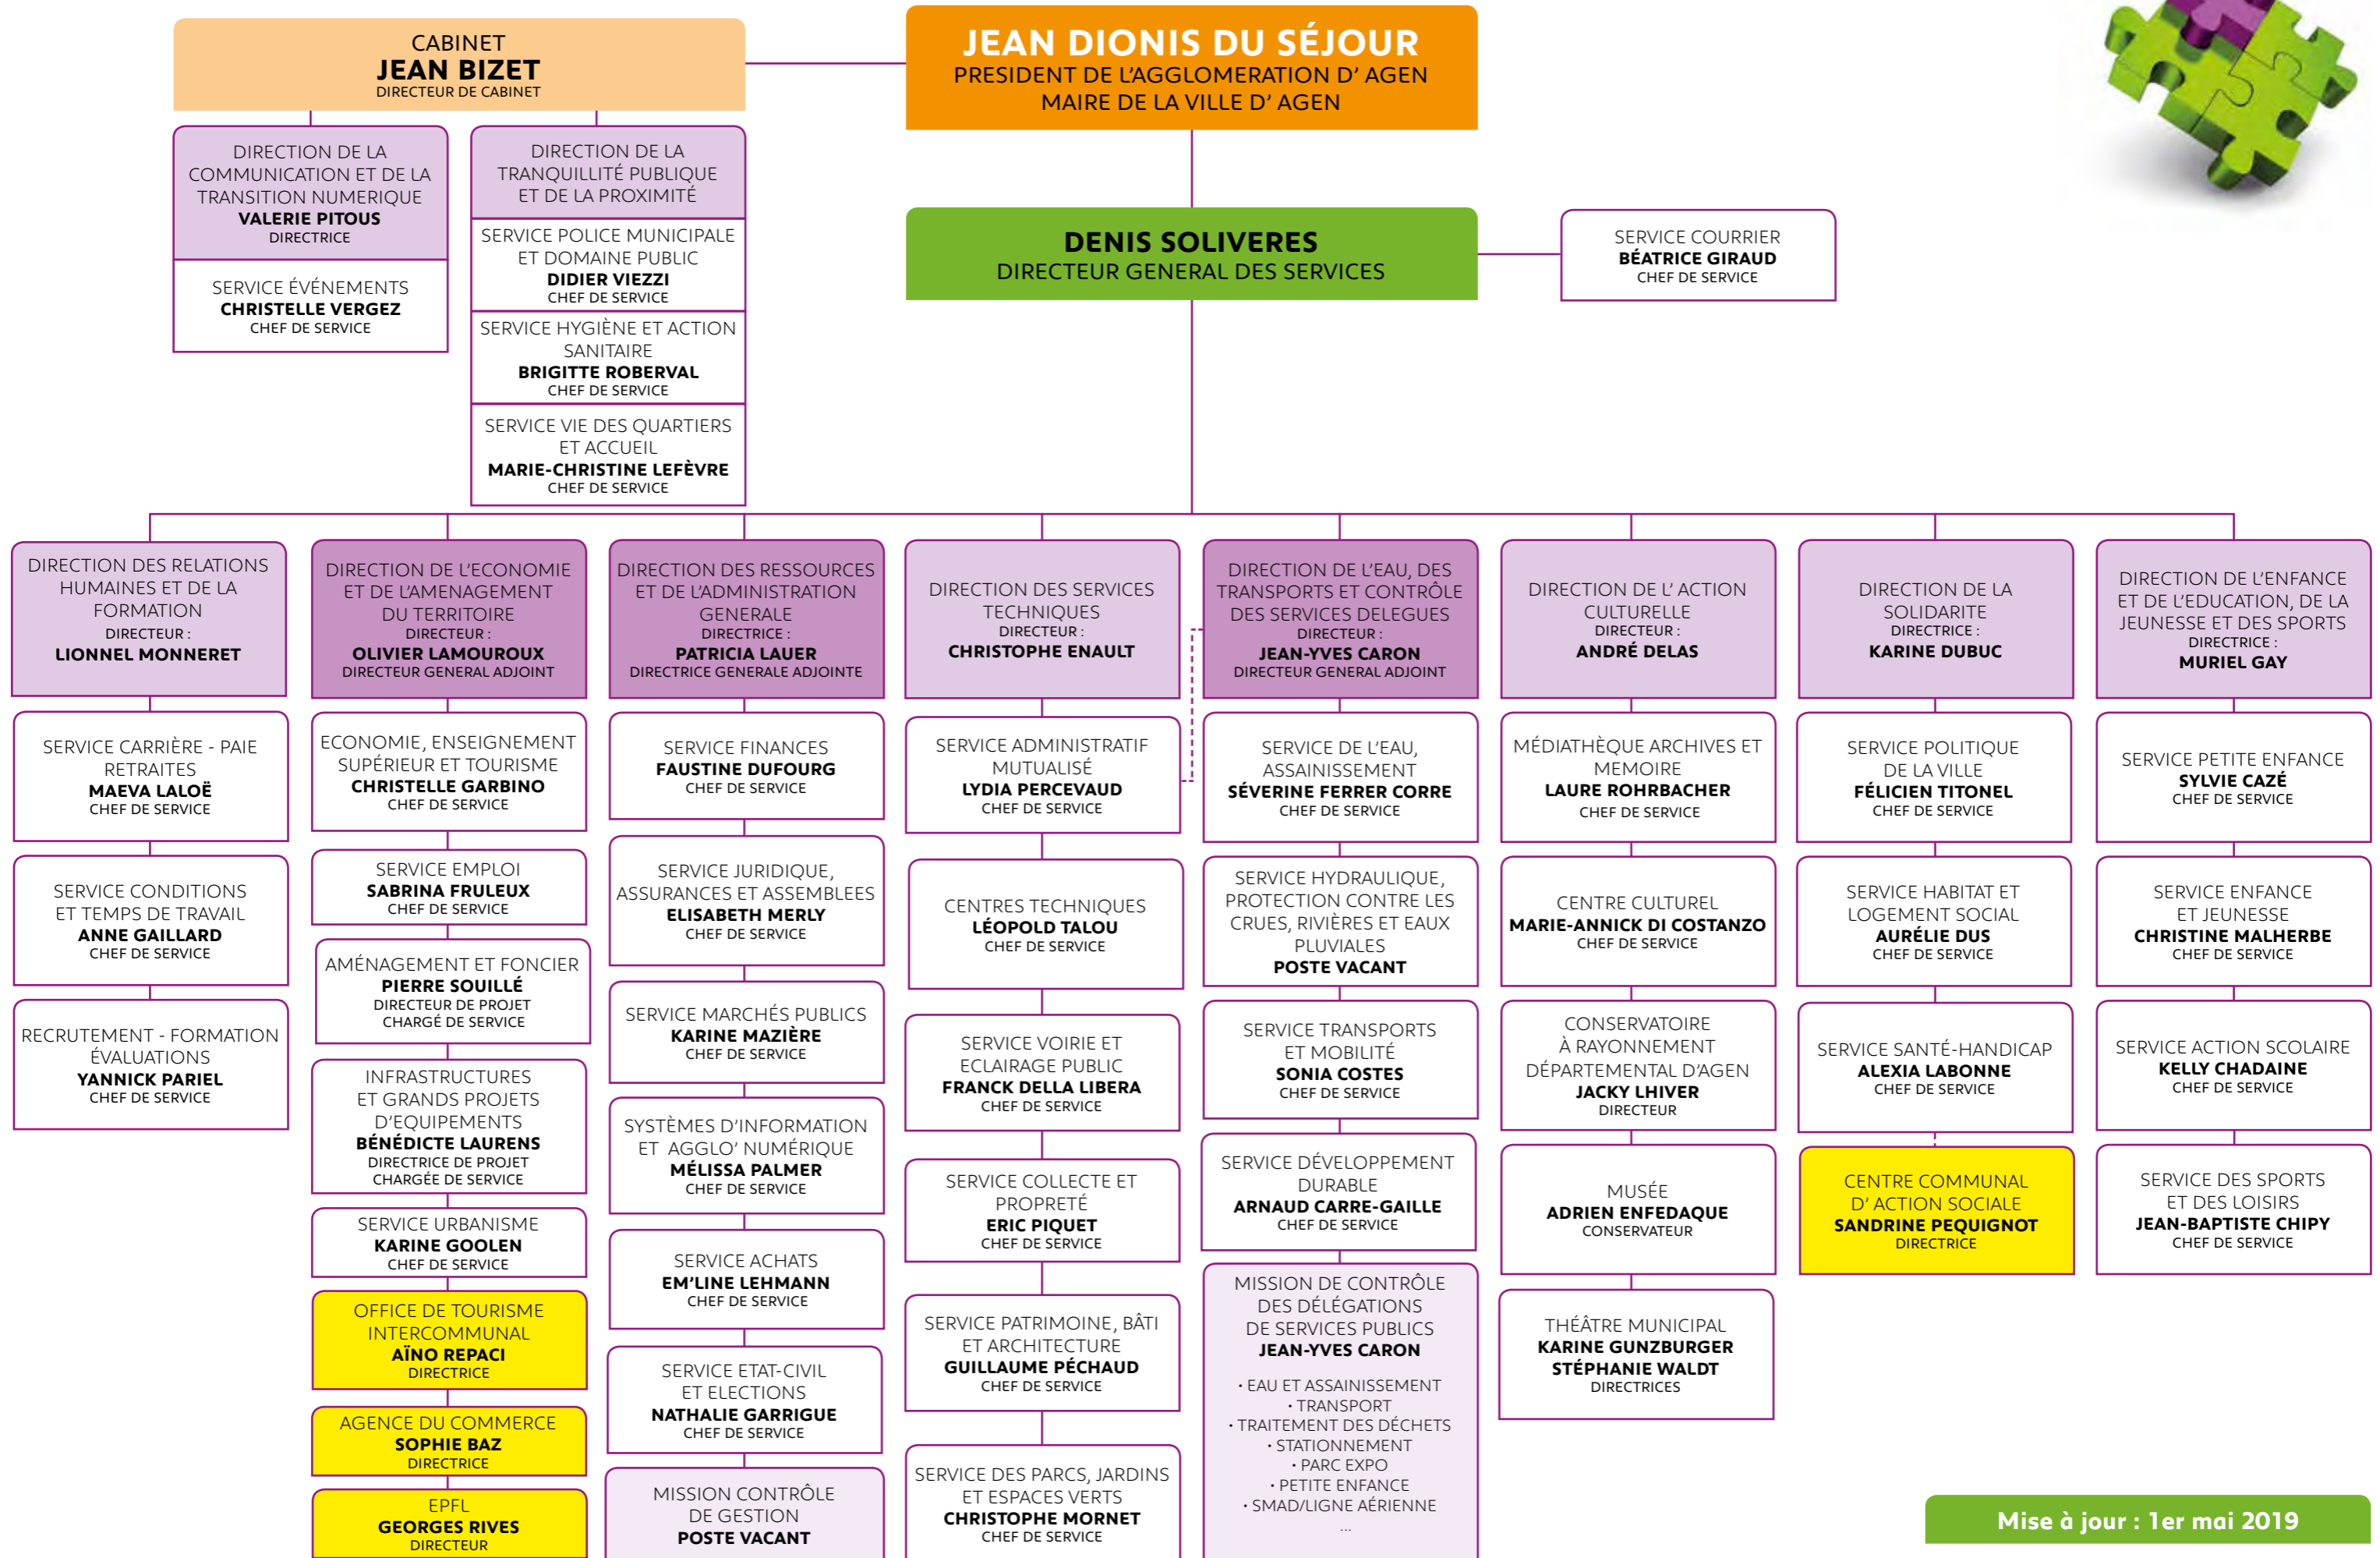 CABINET
JEAN BIZET
DIRECTEUR DE CABINET
JEAN DIONIS DU SÉJOUR
PRESIDENT DE L'AGGLOMERATION D' AGEN
MAIRE DE LA VILLE D' AGEN
DIRECTION DE LA
COMMUNICATION ET DE LA
TRANSITION NUMERIQUE
VALERIE PITOUS
DIRECTRICE
SERVICE ÉVÉNEMENTS
CHRISTELLE VERGEZ
CHEF DE SERVICE
DIRECTION DE LA
TRANQUILLITÉ PUBLIQUE
ET DE LA PROXIMITÉ
SERVICE POLICE MUNICIPALE
ET DOMAINE PUBLIC
DIDIER VIEZZI
CHEF DE SERVICE
SERVICE HYGIÈNE ET ACTION
SANITAIRE
BRIGITTE ROBERVAL
CHEF DE SERVICE
SERVICE VIE DES QUARTIERS
ET ACCUEIL
MARIE-CHRISTINE LEFÈVRE
CHEF DE SERVICE
DENIS SOLIVERES
DIRECTEUR GENERAL DES SERVICES
SERVICE COURRIER
BÉATRICE GIRAUD
CHEF DE SERVICE
DIRECTION DES RELATIONS
HUMAINES ET DE LA
FORMATION
DIRECTEUR :
LIONNEL MONNERET
SERVICE CARRIÈRE - PAIE
RETRAITES
MAEVA LALOË
CHEF DE SERVICE
SERVICE CONDITIONS
ET TEMPS DE TRAVAIL
ANNE GAILLARD
CHEF DE SERVICE
RECRUTEMENT - FORMATION
ÉVALUATIONS
YANNICK PARIEL
CHEF DE SERVICE
DIRECTION DE L'ECONOMIE
ET DE L'AMENAGEMENT
DU TERRITOIRE
DIRECTEUR :
OLIVIER LAMOUROUX
DIRECTEUR GENERAL ADJOINT
ECONOMIE, ENSEIGNEMENT
SUPÉRIEUR ET TOURISME
CHRISTELLE GARBINO
CHEF DE SERVICE
SERVICE EMPLOI
SABRINA FRULEUX
CHEF DE SERVICE
AMÉNAGEMENT ET FONCIER
PIERRE SOUILLÉ
DIRECTEUR DE PROJET
CHARGÉ DE SERVICE
INFRASTRUCTURES
ET GRANDS PROJETS
D'EQUIPEMENTS
BÉNÉDICTE LAURENS
DIRECTRICE DE PROJET
CHARGÉE DE SERVICE
SERVICE URBANISME
KARINE GOOLEN
CHEF DE SERVICE
OFFICE DE TOURISME
INTERCOMMUNAL
AÏNO REPACI
DIRECTRICE
AGENCE DU COMMERCE
SOPHIE BAZ
DIRECTRICE
EPFL
GEORGES RIVES
DIRECTEUR
DIRECTION DES RESSOURCES
ET DE L'ADMINISTRATION
GENERALE
DIRECTRICE :
PATRICIA LAUER
DIRECTRICE GENERALE ADJOINTE
SERVICE FINANCES
FAUSTINE DUFOURG
CHEF DE SERVICE
SERVICE JURIDIQUE,
ASSURANCES ET ASSEMBLEES
ELISABETH MERLY
CHEF DE SERVICE
SERVICE MARCHÉS PUBLICS
KARINE MAZIÈRE
CHEF DE SERVICE
SYSTÈMES D'INFORMATION
ET AGGLO' NUMÉRIQUE
MÉLISSA PALMER
CHEF DE SERVICE
SERVICE ACHATS
EM'LINE LEHMANN
CHEF DE SERVICE
SERVICE ETAT-CIVIL
ET ELECTIONS
NATHALIE GARRIGUE
CHEF DE SERVICE
MISSION CONTRÔLE
DE GESTION
POSTE VACANT
DIRECTION DES SERVICES
TECHNIQUES
DIRECTEUR :
CHRISTOPHE ENAULT
SERVICE ADMINISTRATIF
MUTUALISÉ
LYDIA PERCEVAUD
CHEF DE SERVICE
CENTRES TECHNIQUES
LÉOPOLD TALOU
CHEF DE SERVICE
SERVICE VOIRIE ET
ECLAIRAGE PUBLIC
FRANCK DELLA LIBERA
CHEF DE SERVICE
SERVICE COLLECTE ET
PROPRETÉ
ERIC PIQUET
CHEF DE SERVICE
SERVICE PATRIMOINE, BÂTI
ET ARCHITECTURE
GUILLAUME PÉCHAUD
CHEF DE SERVICE
SERVICE DES PARCS, JARDINS
ET ESPACES VERTS
CHRISTOPHE MORNET
CHEF DE SERVICE
DIRECTION DE L'EAU, DES
TRANSPORTS ET CONTRÔLE
DES SERVICES DELEGUES
DIRECTEUR :
JEAN-YVES CARON
DIRECTEUR GENERAL ADJOINT
SERVICE DE L'EAU,
ASSAINISSEMENT
SÉVERINE FERRER CORRE
CHEF DE SERVICE
SERVICE HYDRAULIQUE,
PROTECTION CONTRE LES
CRUES, RIVIÈRES ET EAUX
PLUVIALES
POSTE VACANT
SERVICE TRANSPORTS
ET MOBILITÉ
SONIA COSTES
CHEF DE SERVICE
SERVICE DÉVELOPPEMENT
DURABLE
ARNAUD CARRE-GAILLE
CHEF DE SERVICE
MISSION DE CONTRÔLE
DES DÉLÉGATIONS
DE SERVICES PUBLICS
JEAN-YVES CARON
• EAU ET ASSAINISSEMENT
• TRANSPORT
• TRAITEMENT DES DÉCHETS
• STATIONNEMENT
• PARC EXPO
• PETITE ENFANCE
• SMAD/LIGNE AÉRIENNE
...
DIRECTION DE L' ACTION
CULTURELLE
DIRECTEUR :
ANDRÉ DELAS
MÉDIATHÈQUE ARCHIVES ET
MEMOIRE
LAURE ROHRBACHER
CHEF DE SERVICE
CENTRE CULTUREL
MARIE-ANNICK DI COSTANZO
CHEF DE SERVICE
CONSERVATOIRE
À RAYONNEMENT
DÉPARTEMENTAL D'AGEN
JACKY LHIVER
DIRECTEUR
MUSÉE
ADRIEN ENFEDAQUE
CONSERVATEUR
THÉÂTRE MUNICIPAL
KARINE GUNZBURGER
STÉPHANIE WALDT
DIRECTRICES
DIRECTION DE LA
SOLIDARITE
DIRECTRICE :
KARINE DUBUC
SERVICE POLITIQUE
DE LA VILLE
FÉLICIEN TITONEL
CHEF DE SERVICE
SERVICE HABITAT ET
LOGEMENT SOCIAL
AURÉLIE DUS
CHEF DE SERVICE
SERVICE SANTÉ-HANDICAP
ALEXIA LABONNE
CHEF DE SERVICE
CENTRE COMMUNAL
D' ACTION SOCIALE
SANDRINE PEQUIGNOT
DIRECTRICE
DIRECTION DE L'ENFANCE
ET DE L'EDUCATION, DE LA
JEUNESSE ET DES SPORTS
DIRECTRICE :
MURIEL GAY
SERVICE PETITE ENFANCE
SYLVIE CAZÉ
CHEF DE SERVICE
SERVICE ENFANCE
ET JEUNESSE
CHRISTINE MALHERBE
CHEF DE SERVICE
SERVICE ACTION SCOLAIRE
KELLY CHADAINE
CHEF DE SERVICE
SERVICE DES SPORTS
ET DES LOISIRS
JEAN-BAPTISTE CHIPY
CHEF DE SERVICE
Mise à jour : 1er mai 2019